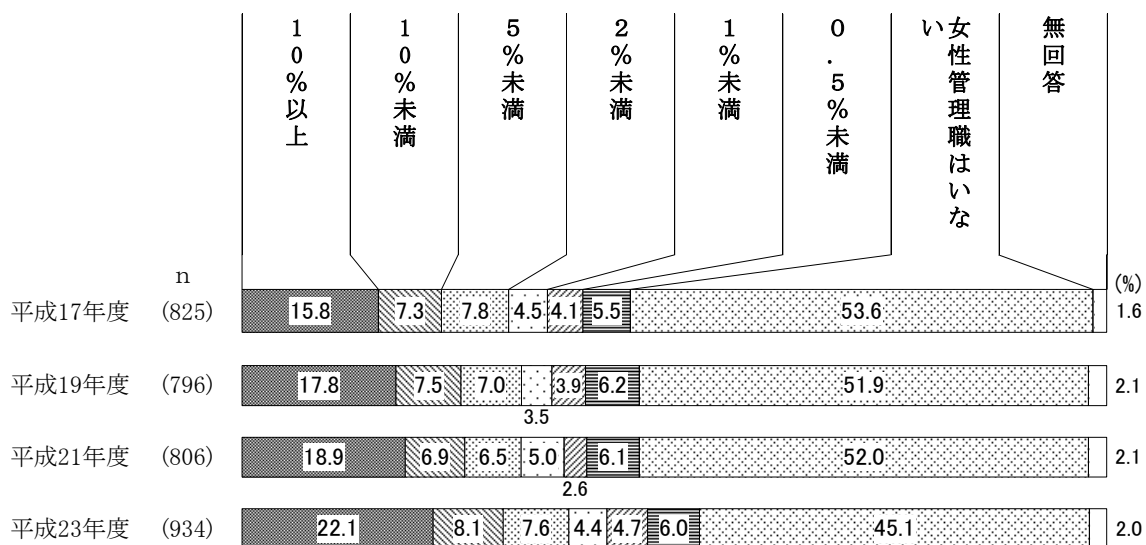 10%以上
10%未満
5%未満
2%未満
1%未満
0.5%未満
女性管理職はいな
い
無回答
n
(%)
平成17年度 (825) 15.8 7.3 7.8 4.5 4.1 5.5 53.6 1.6
平成19年度 (796) 17.8 7.5 7.0 3.9 6.2 51.9 2.1
3.5
平成21年度 (806) 18.9 6.9 6.5 5.0 6.1 52.0 2.1
2.6
平成23年度 (934) 22.1 8.1 7.6 4.4 4.7 6.0 45.1 2.0